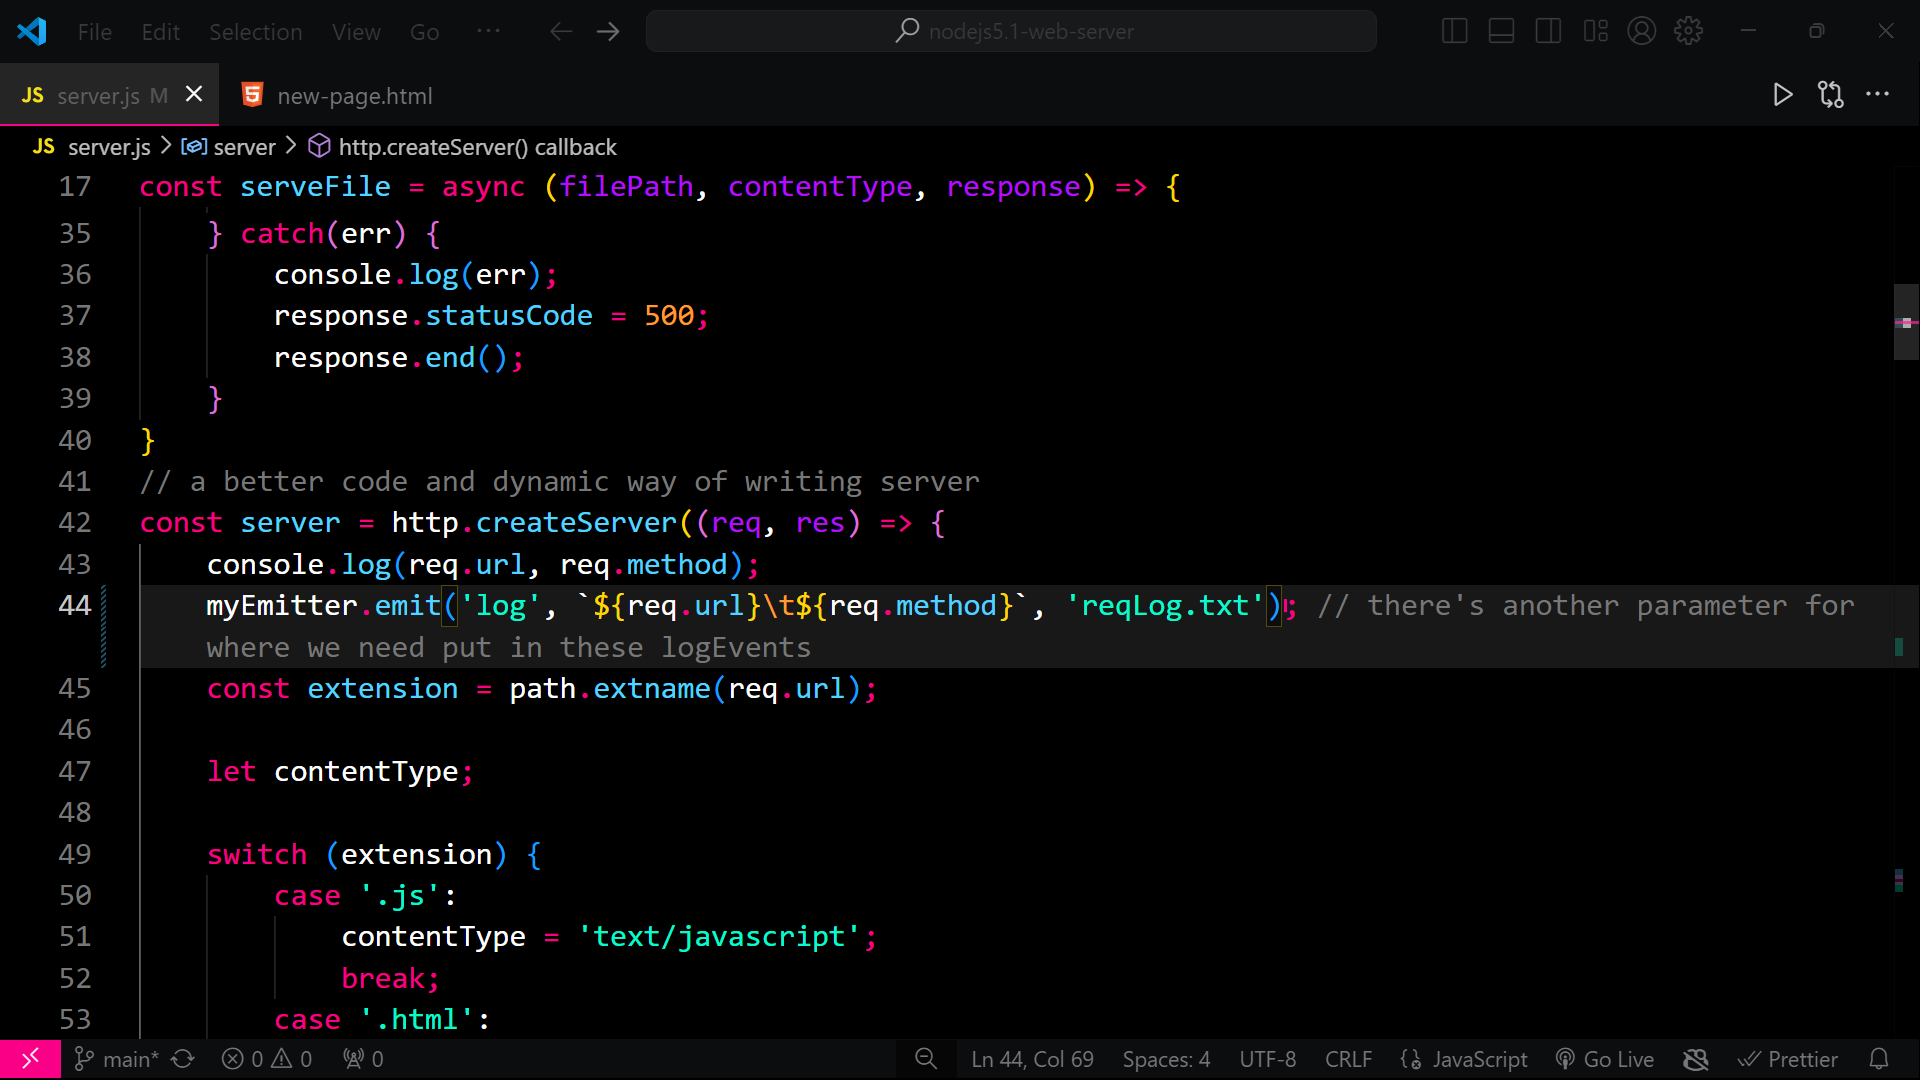 File Edit Selection View Go ··· nodejs5.1-web-server
JS server.js M new-page.html
JS server.js > server > http.createServer() callback
17 const serveFile = async (filePath, contentType, response) => {
35     } catch(err) {
36         console.log(err);
37         response.statusCode = 500;
38         response.end();
39     }
40 }
41 // a better code and dynamic way of writing server
42 const server = http.createServer((req, res) => {
43     console.log(req.url, req.method);
44     myEmitter.emit('log', `${req.url}\t${req.method}`, 'reqLog.txt'); // there's another parameter for
where we need put in these logEvents
45     const extension = path.extname(req.url);
46
47     let contentType;
48
49     switch (extension) {
50         case '.js':
51             contentType = 'text/javascript';
52             break;
53         case '.html':
main* 0 0 0 Ln 44, Col 69 Spaces: 4 UTF-8 CRLF {} JavaScript Go Live Prettier